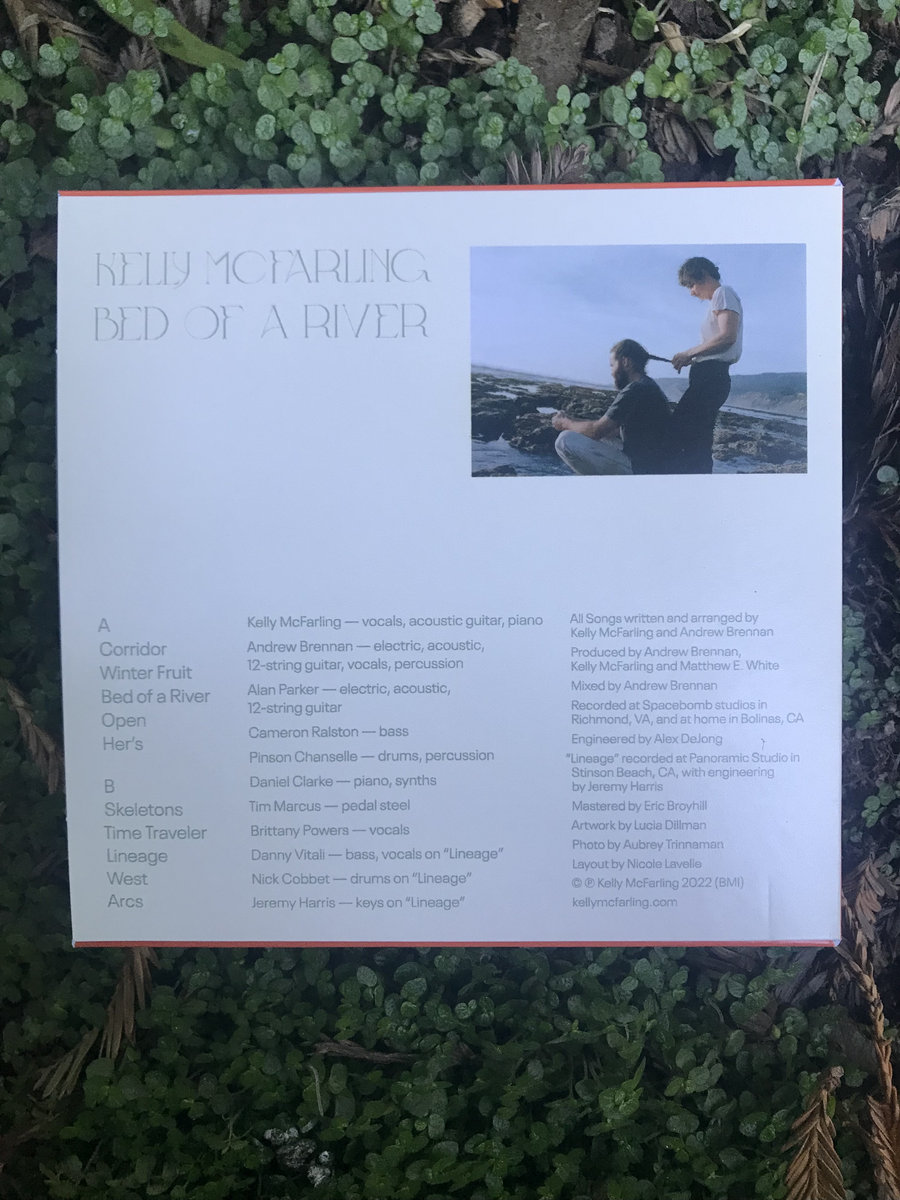 KELLY MCFARLING
BED OF A RIVER
A
Corridor
Winter Fruit
Bed of a River
Open
Her's
B
Skeletons
Time Traveler
Lineage
West
Arcs
Kelly McFarling — vocals, acoustic guitar, piano
Andrew Brennan — electric, acoustic,
12-string guitar, vocals, percussion
Alan Parker — electric, acoustic,
12-string guitar
Cameron Ralston — bass
Pinson Chanselle — drums, percussion
Daniel Clarke — piano, synths
Tim Marcus — pedal steel
Brittany Powers — vocals
Danny Vitali — bass, vocals on “Lineage”
Nick Cobbet — drums on “Lineage”
Jeremy Harris — keys on “Lineage”
All Songs written and arranged by
Kelly McFarling and Andrew Brennan
Produced by Andrew Brennan,
Kelly McFarling and Matthew E. White
Mixed by Andrew Brennan
Recorded at Spacebomb studios in
Richmond, VA, and at home in Bolinas, CA
Engineered by Alex DeJong
“Lineage” recorded at Panoramic Studio in
Stinson Beach, CA, with engineering
by Jeremy Harris
Mastered by Eric Broyhill
Artwork by Lucia Dillman
Photo by Aubrey Trinnaman
Layout by Nicole Lavelle
© ℗ Kelly McFarling 2022 (BMI)
kellymcfarling.com